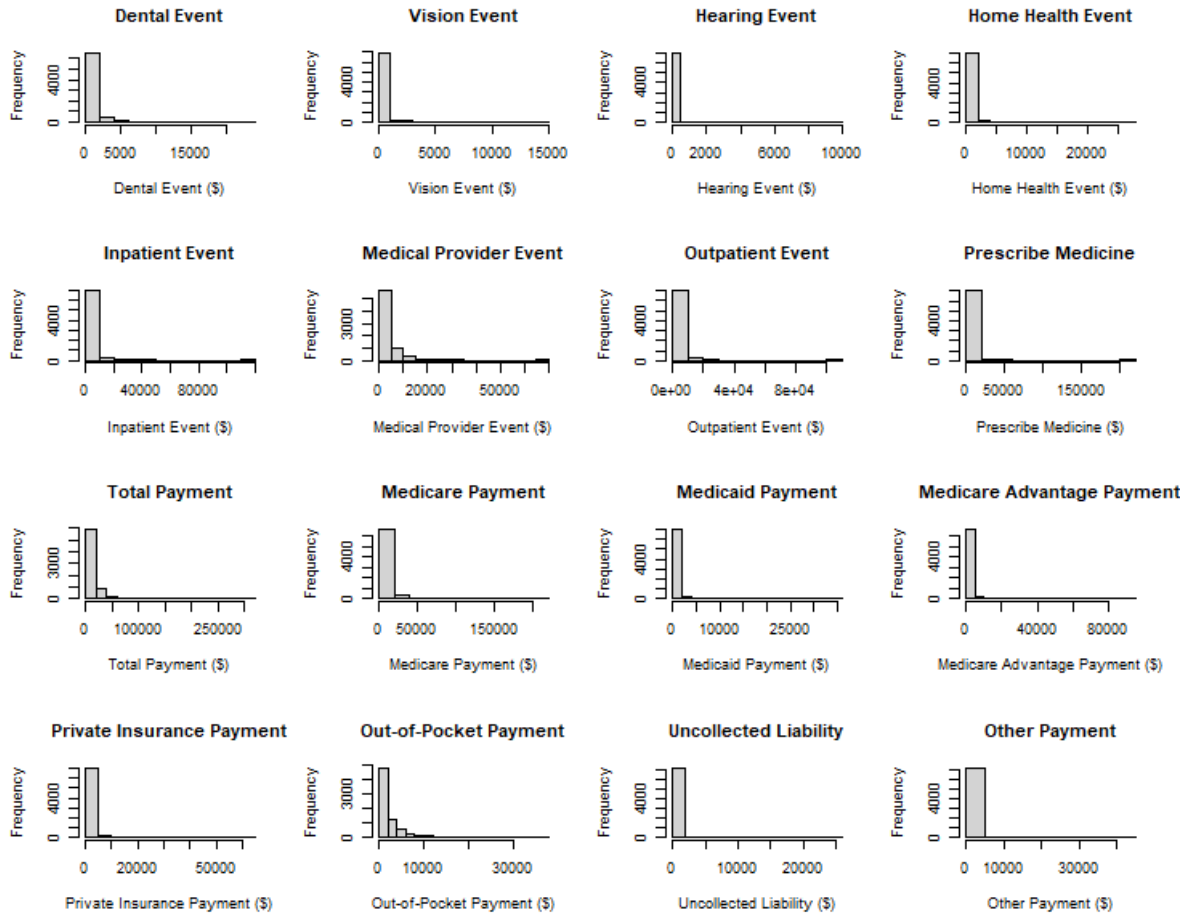 Dental Event
Vision Event
Hearing Event
Home Health Event
Frequency
0 4000
0 5000 15000
Dental Event ($)
Frequency
0 4000
0 5000 10000 15000
Vision Event ($)
Frequency
0 4000
0 2000 6000 10000
Hearing Event ($)
Frequency
0 4000
0 10000 20000
Home Health Event ($)
Inpatient Event
Medical Provider Event
Outpatient Event
Prescribe Medicine
Frequency
0 4000
0 40000 80000
Inpatient Event ($)
Frequency
0 3000
0 20000 50000
Medical Provider Event ($)
Frequency
0 4000
0e+00 4e+04 8e+04
Outpatient Event ($)
Frequency
0 4000
0 50000 150000
Prescribe Medicine ($)
Total Payment
Medicare Payment
Medicaid Payment
Medicare Advantage Payment
Frequency
0 3000
0 100000 250000
Total Payment ($)
Frequency
0 4000
0 50000 150000
Medicare Payment ($)
Frequency
0 4000
0 10000 25000
Medicaid Payment ($)
Frequency
0 4000
0 40000 80000
Medicare Advantage Payment ($)
Private Insurance Payment
Out-of-Pocket Payment
Uncollected Liability
Other Payment
Frequency
0 4000
0 20000 50000
Private Insurance Payment ($)
Frequency
0 3000
0 10000 30000
Out-of-Pocket Payment ($)
Frequency
0 4000
0 10000 20000
Uncollected Liability ($)
Frequency
0 4000
0 10000 30000
Other Payment ($)